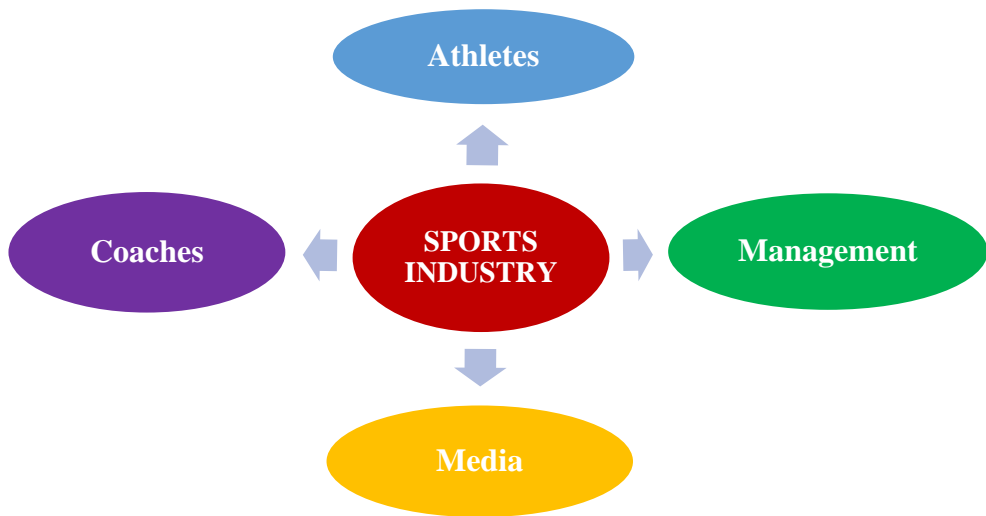 Athletes
Coaches
SPORTS
INDUSTRY
Management
Media